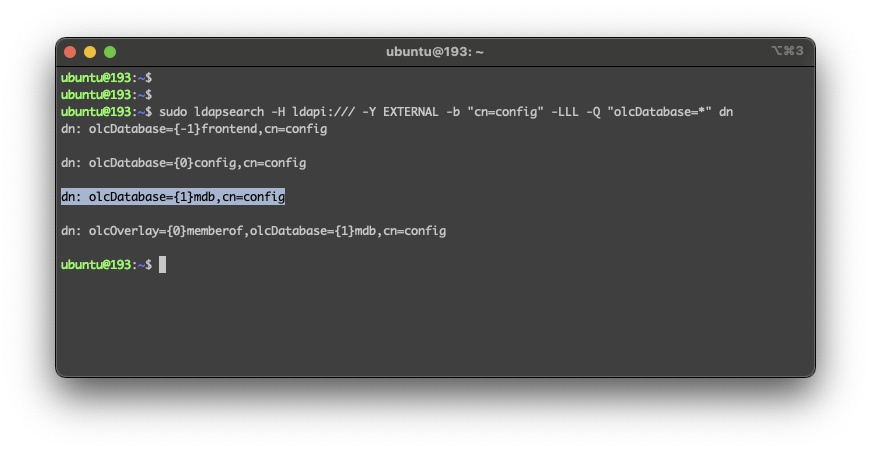 ubuntu@193: ~
⌥⌘3
ubuntu@193:~$
ubuntu@193:~$
ubuntu@193:~$ sudo ldapsearch -H ldapi:/// -Y EXTERNAL -b "cn=config" -LLL -Q "olcDatabase=*" dn
dn: olcDatabase={-1}frontend,cn=config
dn: olcDatabase={0}config,cn=config
dn: olcDatabase={1}mdb,cn=config
dn: olcOverlay={0}memberof,olcDatabase={1}mdb,cn=config
ubuntu@193:~$